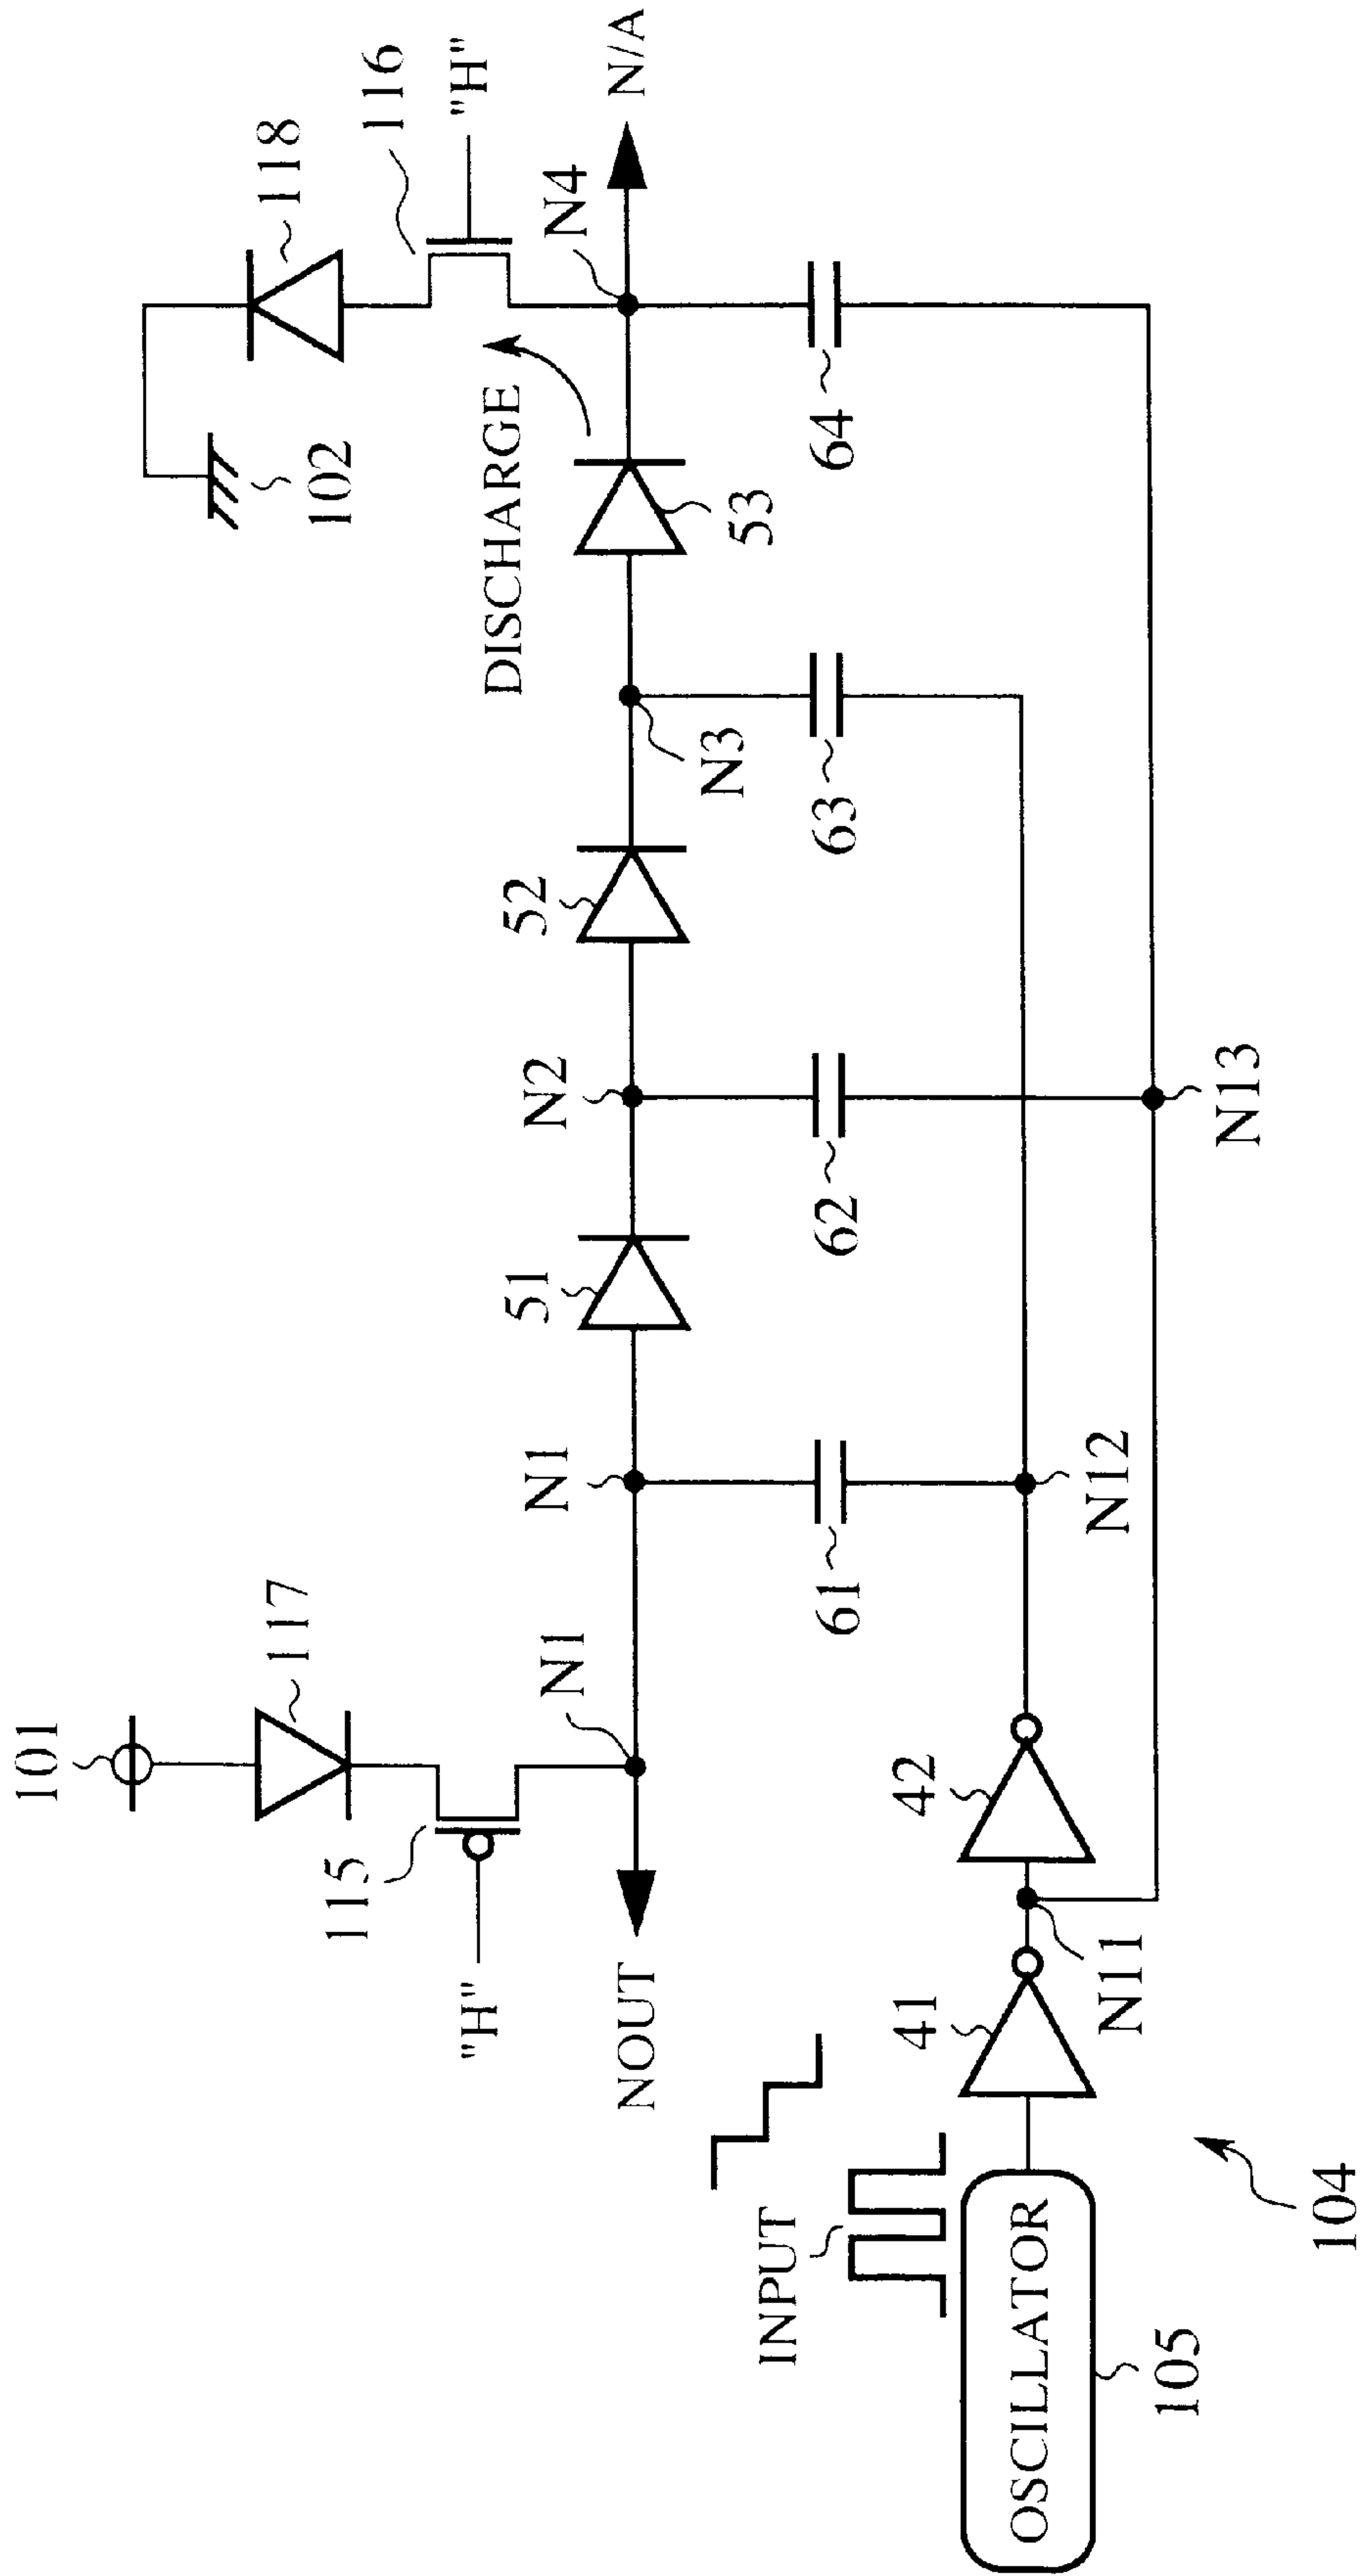 101
117
115
"H"
N1
NOUT
N1
51
N2
52
N3
53
DISCHARGE
102
118
116
"H"
N4
N/A
61
62
63
64
INPUT
OSCILLATOR
105
41
N11
42
N12
N13
104